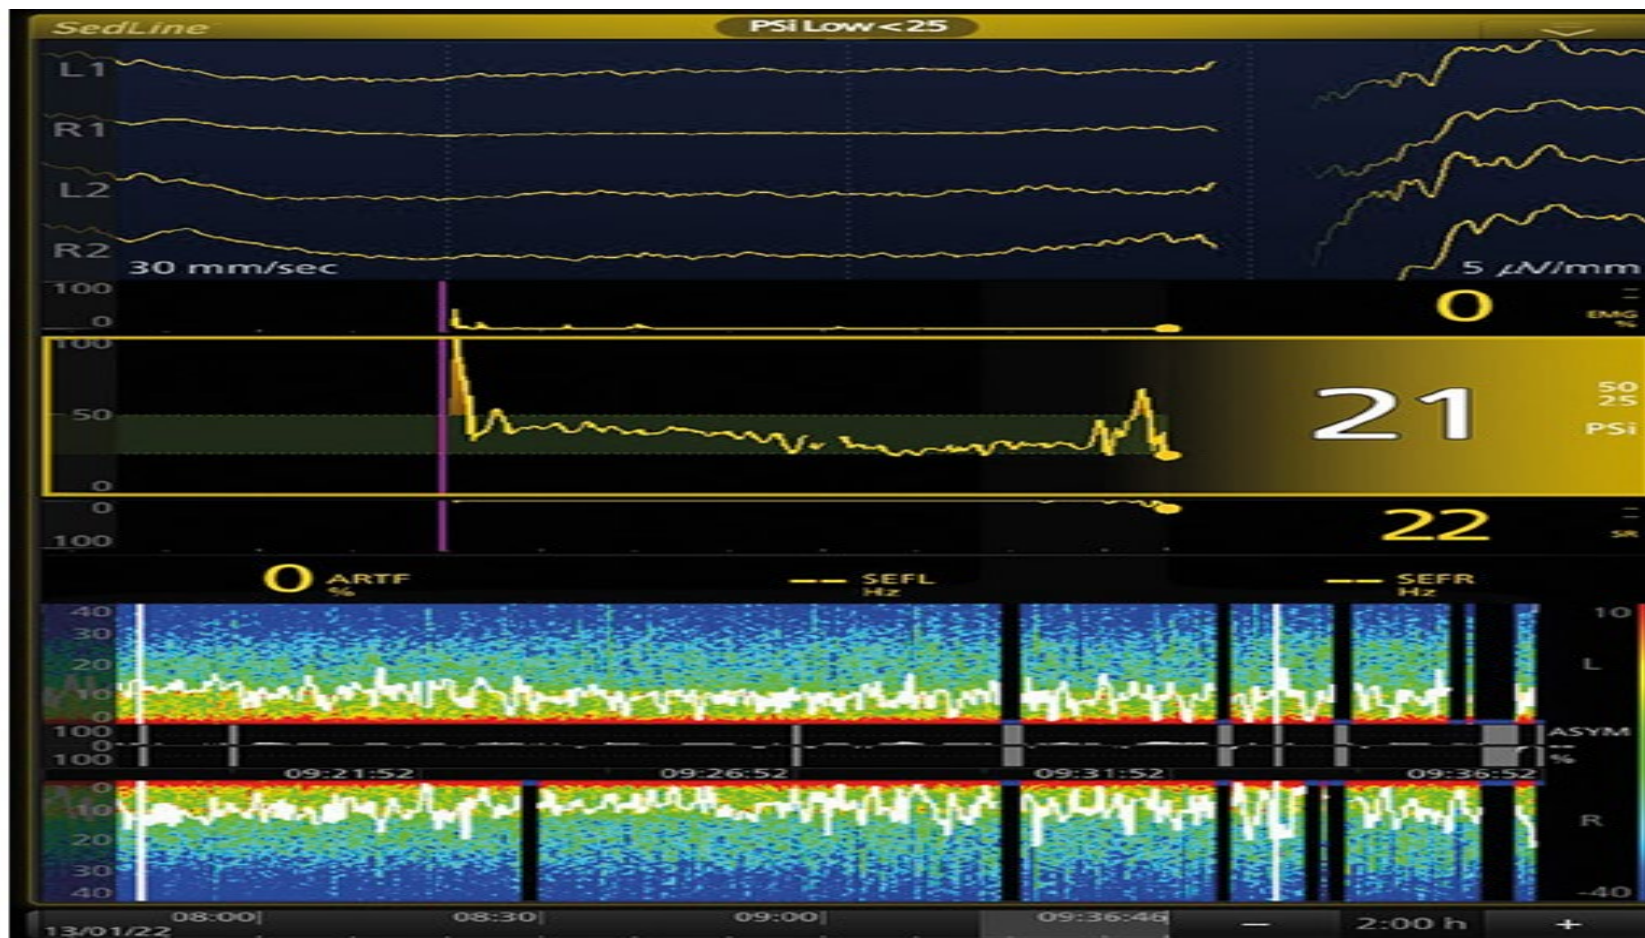 SedLine
PSi Low < 25
L1
R1
L2
R2
30 mm/sec
5 µV/mm
100
0
0
EMG
%
100
50
0
21
50
25
PSi
0
100
22
SR
0 ARTF
%
-- SEFL
Hz
-- SEFR
Hz
40
30
20
10
0
10
L
100
0
100
ASYM
--
%
09:21:52
09:26:52
09:31:52
09:36:52
0
10
20
30
40
R
-40
08:00
08:30
09:00
09:36:46
13/01/22
−
2:00 h
+